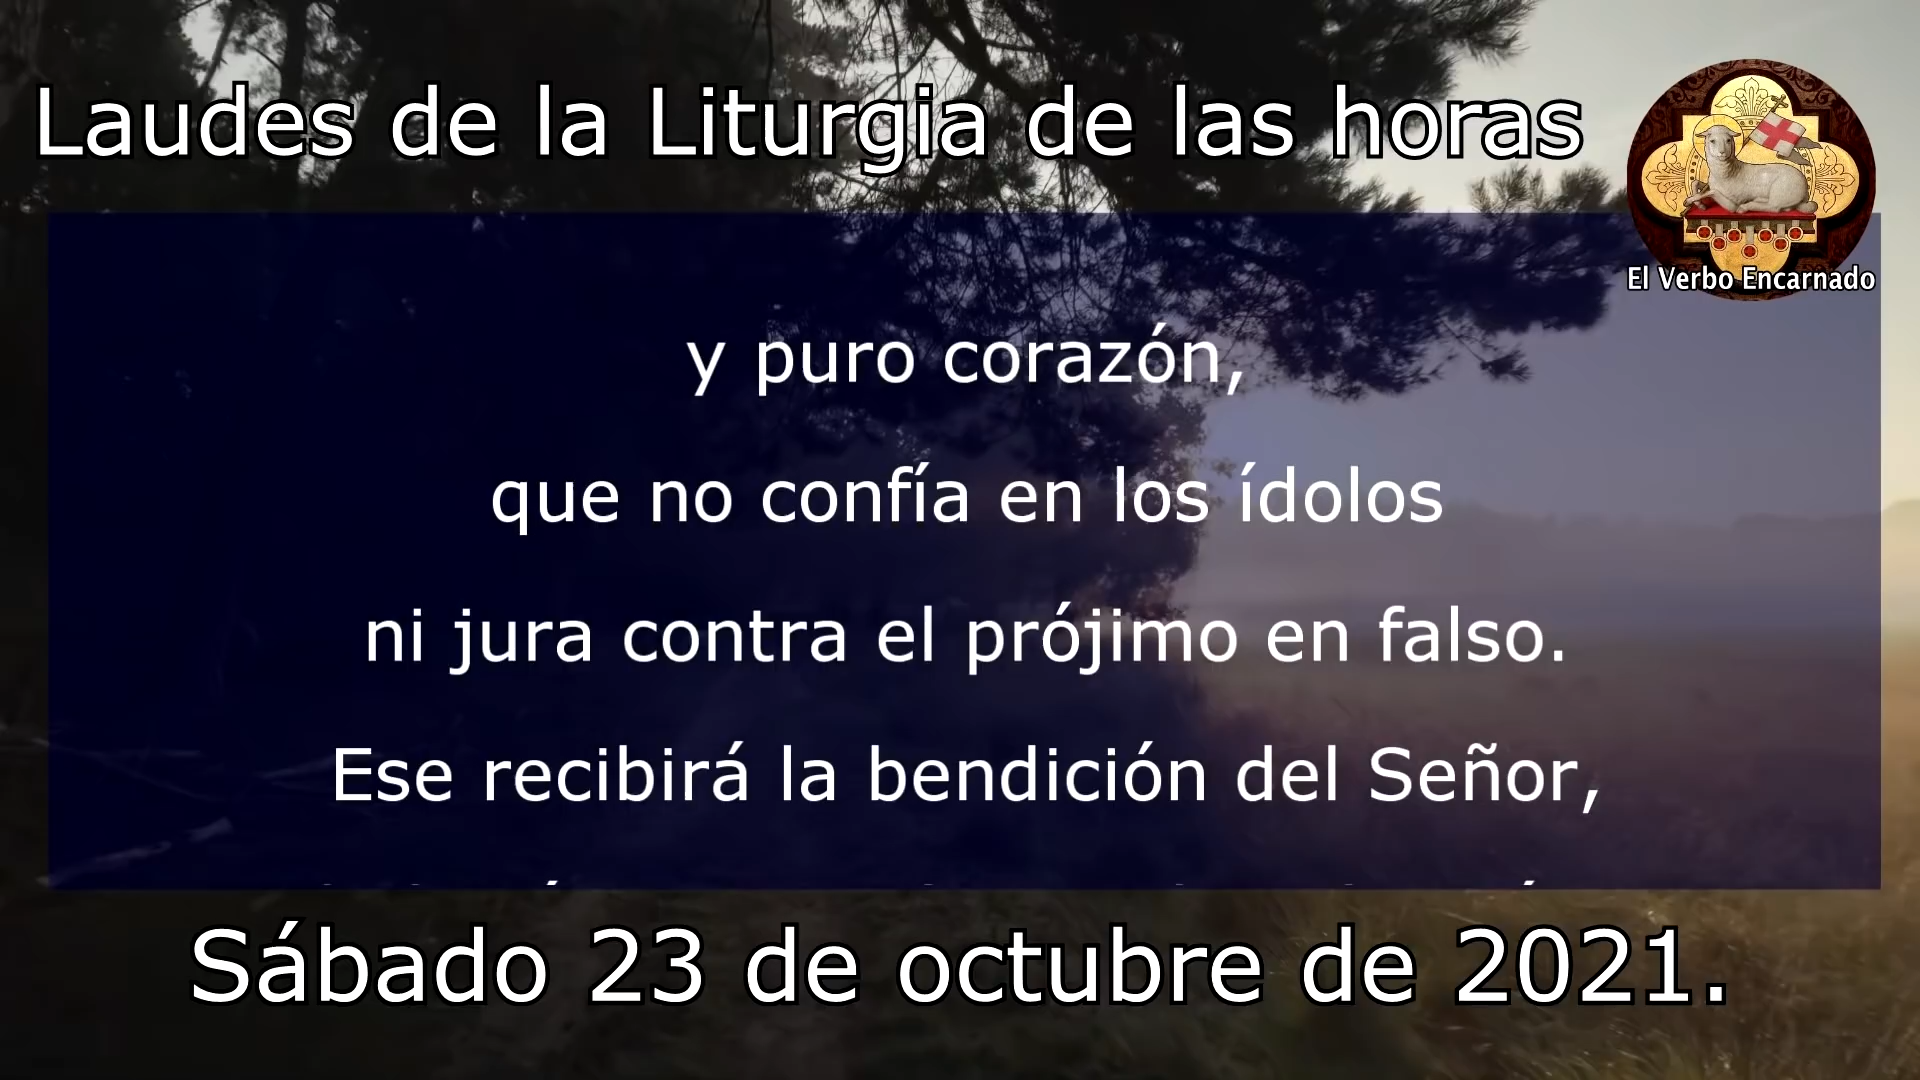 Laudes de la Liturgia de las horas
El Verbo Encarnado
y puro corazón,
que no confía en los ídolos
ni jura contra el prójimo en falso.
Ese recibirá la bendición del Señor,
Sábado 23 de octubre de 2021.